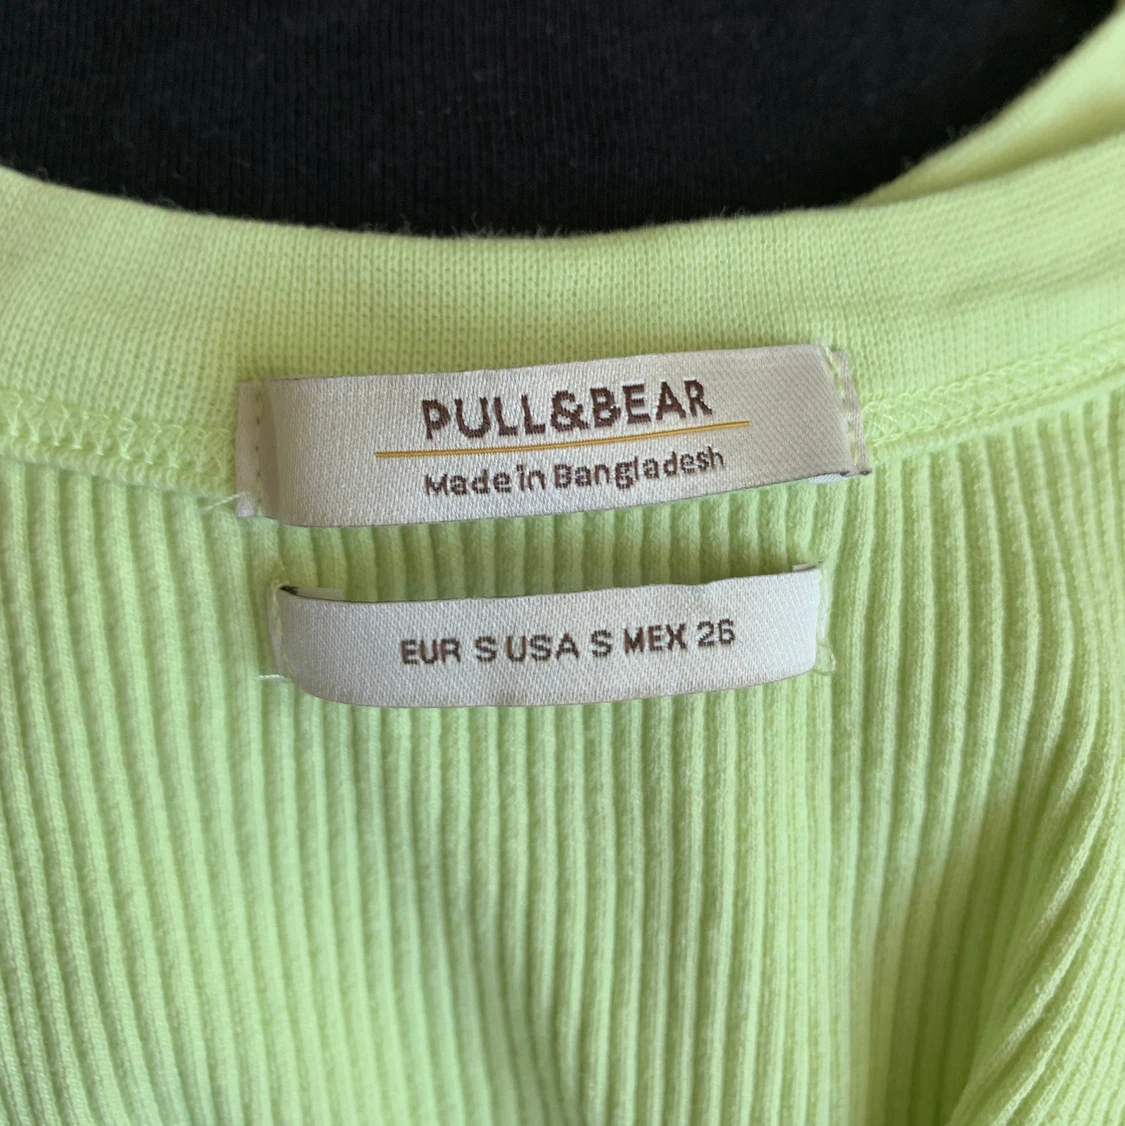 PULL&BEAR
Made in Bangladesh
EUR S USA S MEX 26